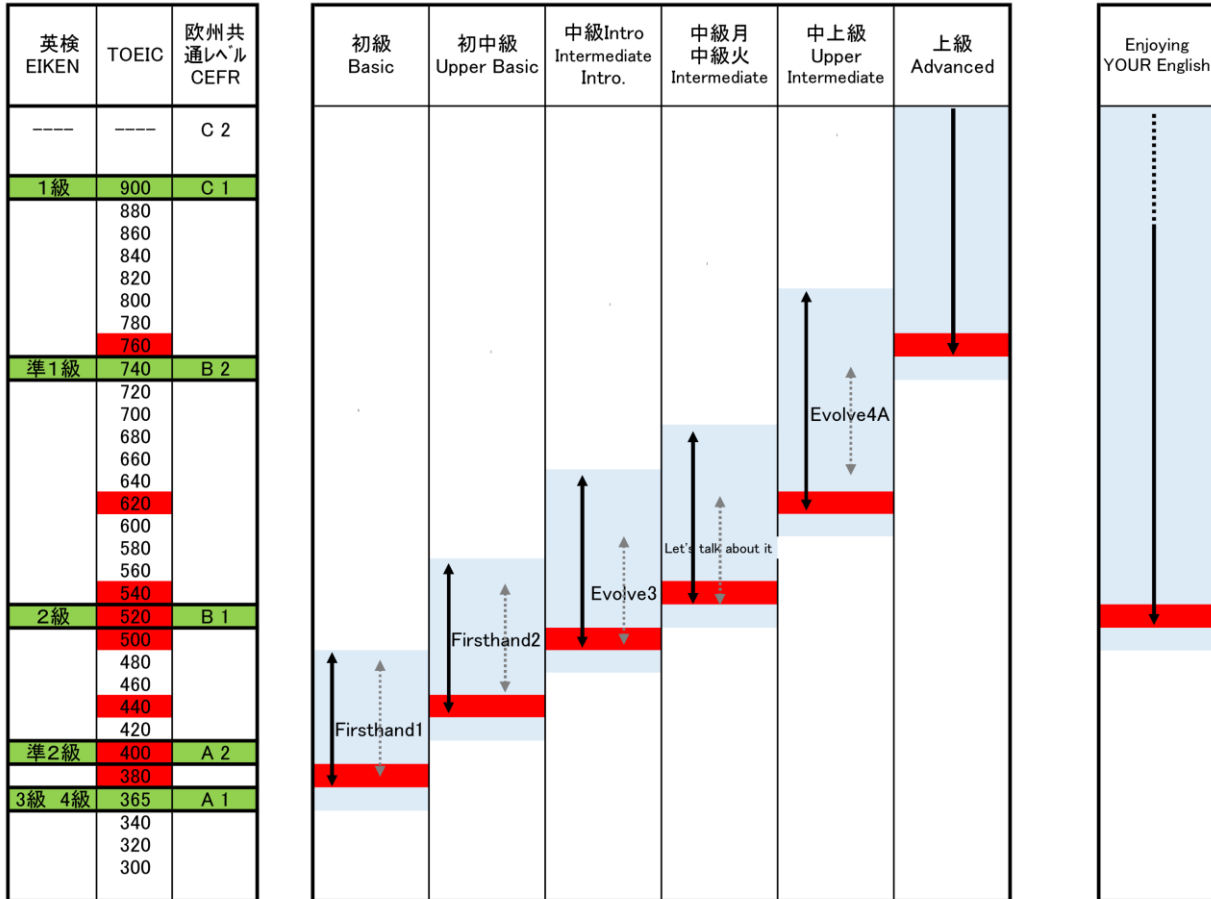 英検
EIKEN
TOEIC
欧州共
通レベル
CEFR
初級
Basic
初中級
Upper Basic
中級Intro
Intermediate
Intro.
中級月
中級火
Intermediate
中上級
Upper
Intermediate
上級
Advanced
Enjoying
YOUR English
---- ---- C 2
1級 900 C 1
880
860
840
820
800
780
760
準1級 740 B 2
720
700
680
660
640
620
600
580
560
540
2級 520 B 1
500
480
460
440
420
準2級 400 A 2
380
3級 4級 365 A 1
340
320
300
Evolve4A
Let's talk about it
Evolve3
Firsthand2
Firsthand1